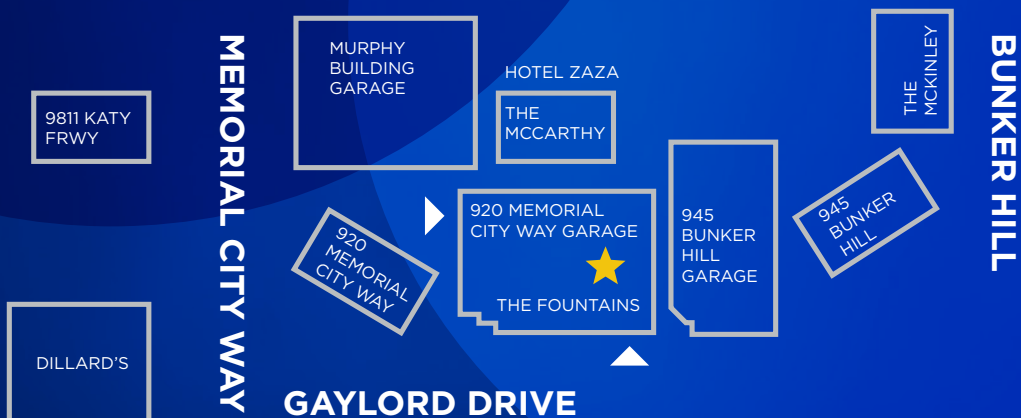 MEMORIAL CITY WAY
MURPHY
BUILDING
GARAGE
HOTEL ZAZA
THE
MCCARTHY
THE
MCKINLEY
BUNKER HILL
9811 KATY
FRWY
920 MEMORIAL
CITY WAY GARAGE
THE FOUNTAINS
945
BUNKER
HILL
GARAGE
945
BUNKER
HILL
920
MEMORIAL
CITY WAY
DILLARD'S
GAYLORD DRIVE